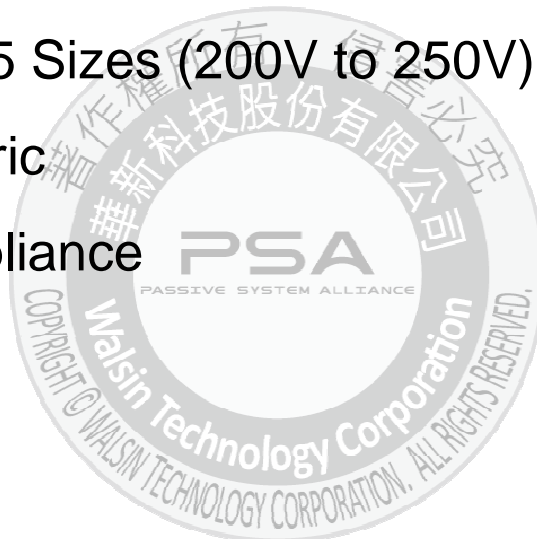 5 Sizes (200V to 250V)
ric
pliance
著作權所有 侵害必究
華新科技股份有限公司
PSA
PASSIVE SYSTEM ALLIANCE
Walsin Technology Corporation
COPYRIGHT © WALSIN TECHNOLOGY CORPORATION. ALL RIGHTS RESERVED.